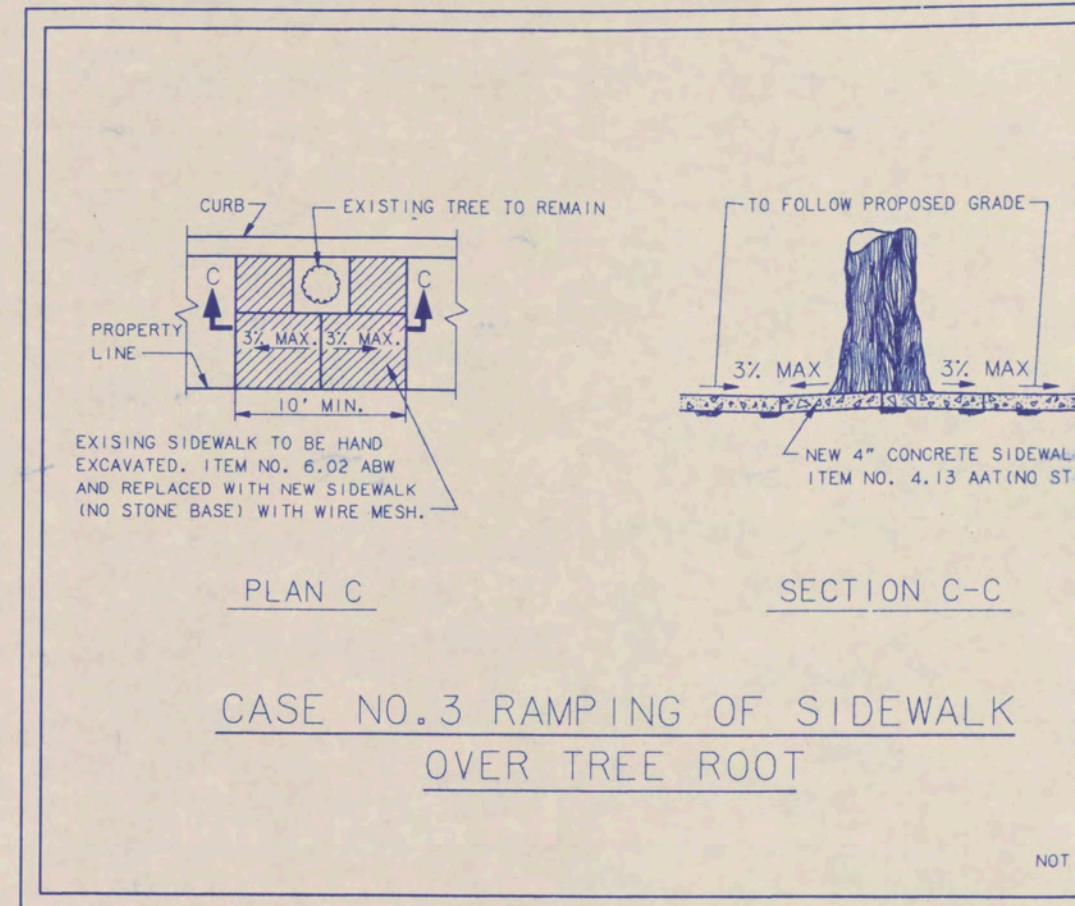 CURB
EXISTING TREE TO REMAIN
C
C
PROPERTY
LINE
3% MAX.
3% MAX.
10' MIN.
EXISING SIDEWALK TO BE HAND
EXCAVATED. ITEM NO. 6.02 ABW
AND REPLACED WITH NEW SIDEWALK
(NO STONE BASE) WITH WIRE MESH.
PLAN C
TO FOLLOW PROPOSED GRADE
3% MAX
3% MAX
NEW 4" CONCRETE
ITEM NO. 4.13 AAT(NO
SECTION C-C
CASE NO.3 RAMPING OF SIDEWALK
OVER TREE ROOT
NOT